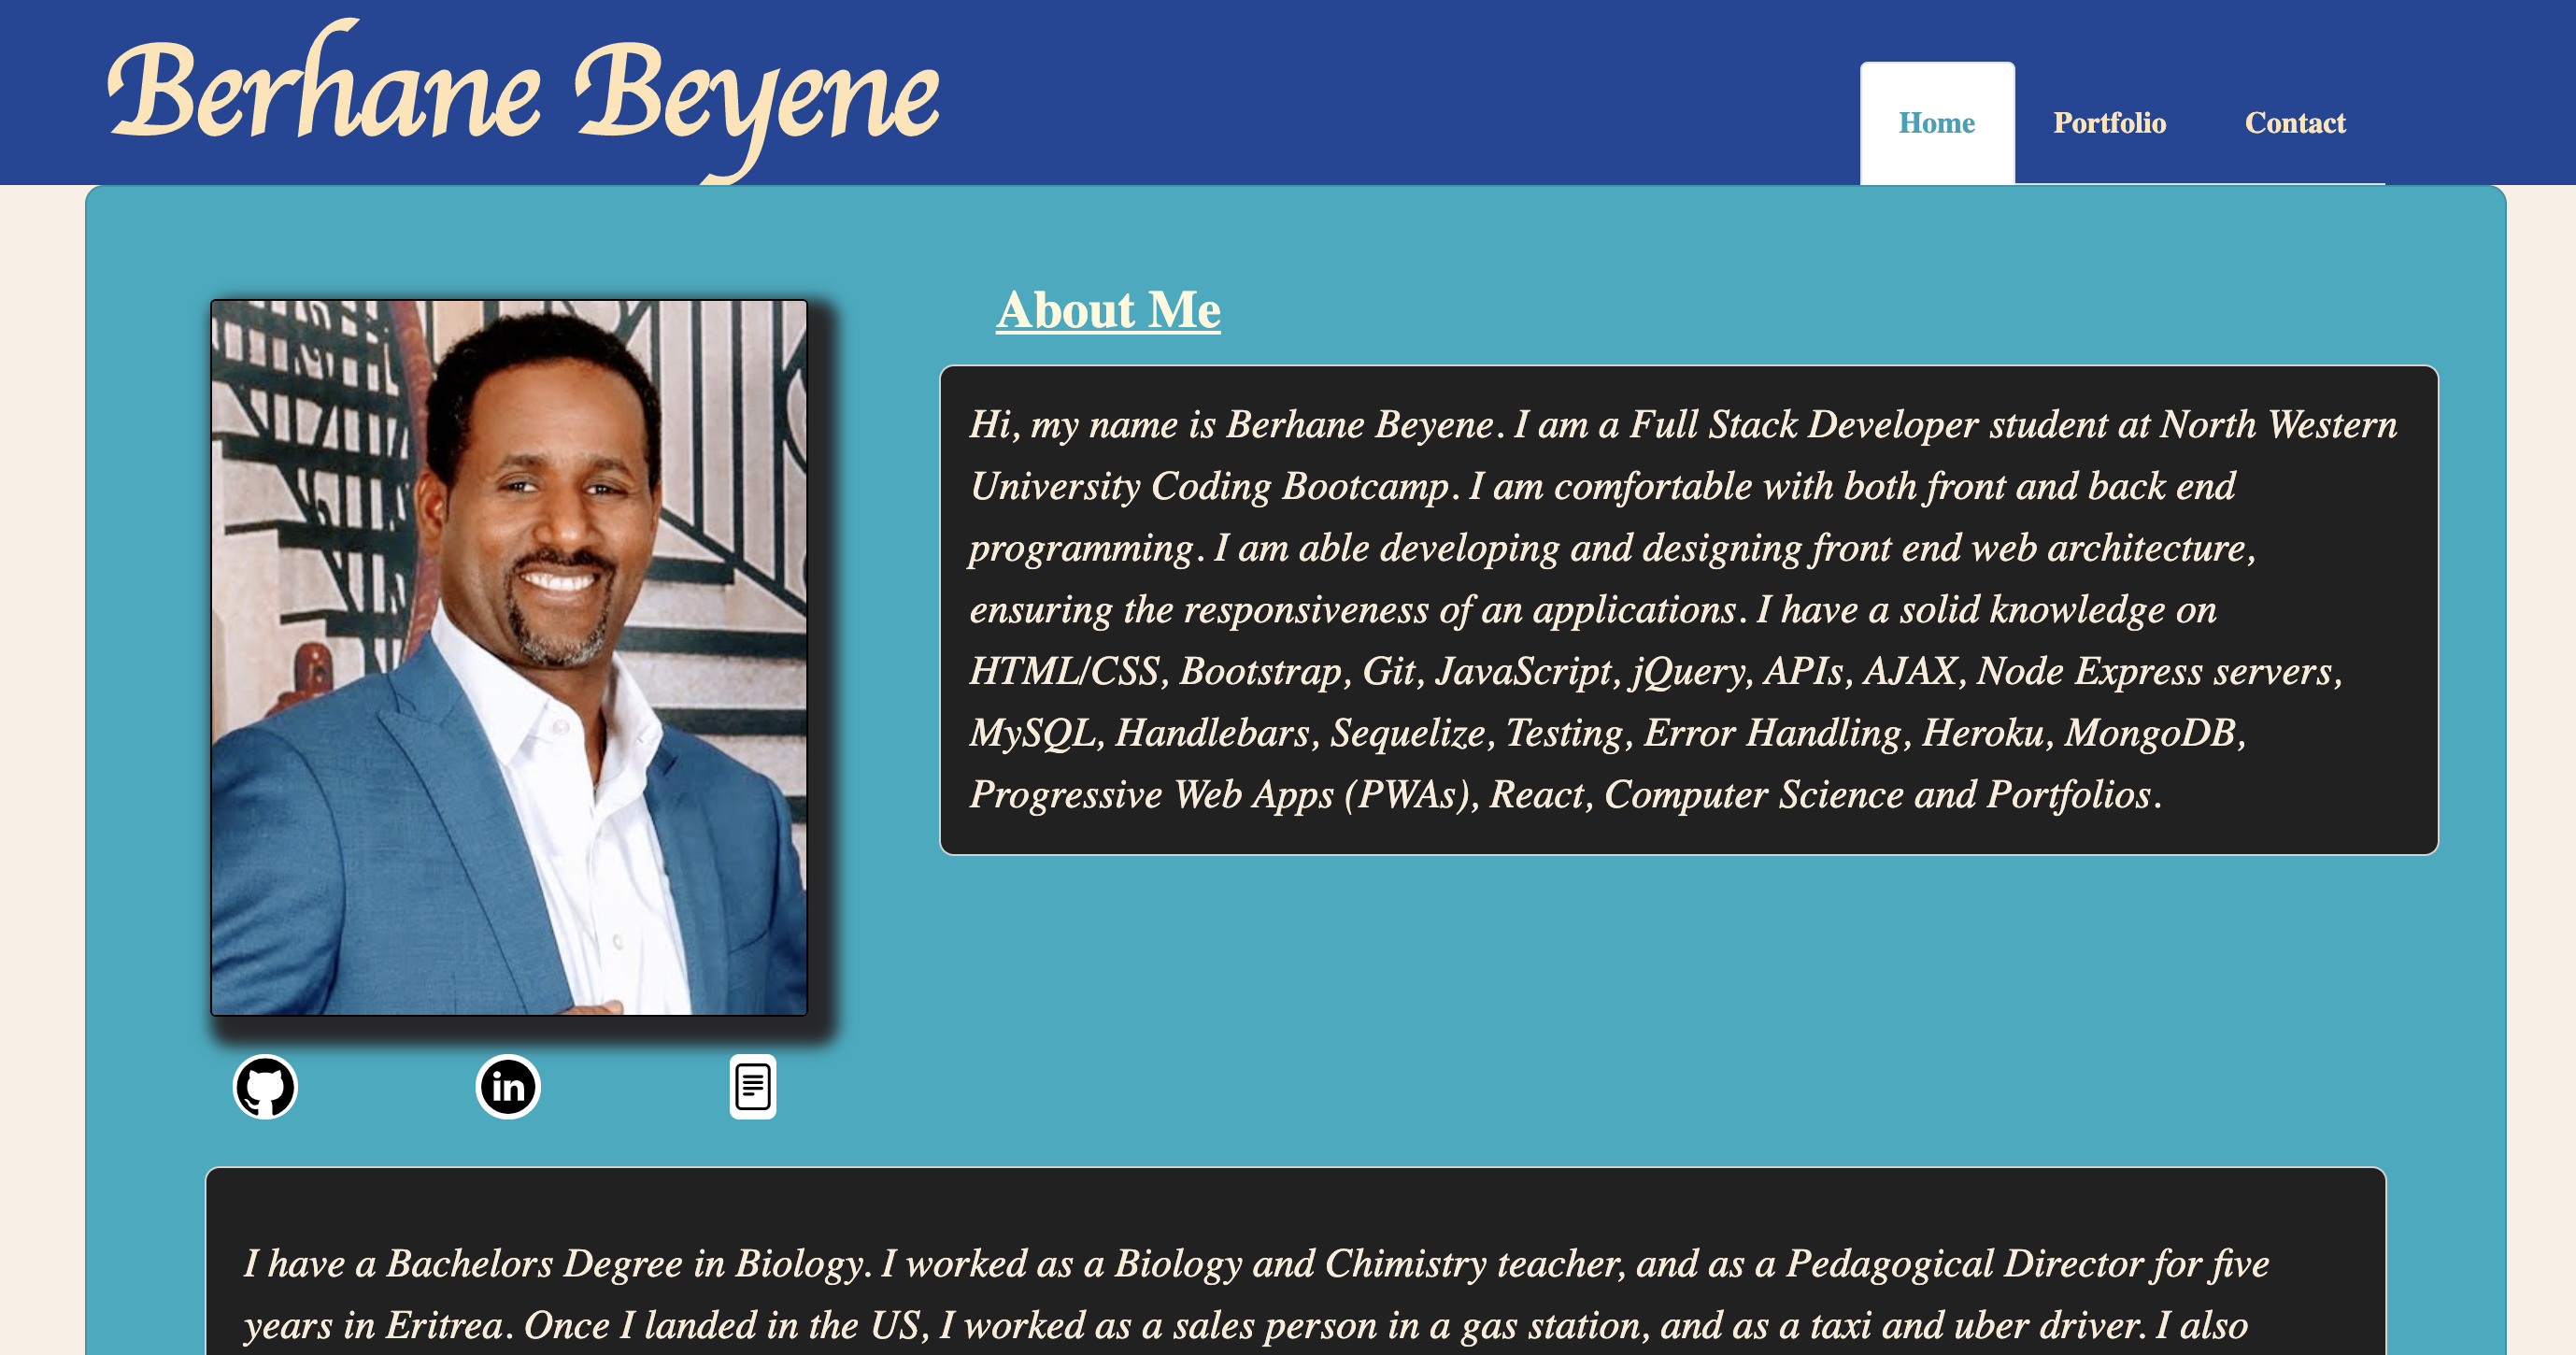 Berhane Beyene
Home Portfolio Contact
About Me
Hi, my name is Berhane Beyene. I am a Full Stack Developer student at North Western
University Coding Bootcamp. I am comfortable with both front and back end
programming. I am able developing and designing front end web architecture,
ensuring the responsiveness of an applications. I have a solid knowledge on
HTML/CSS, Bootstrap, Git, JavaScript, jQuery, APIs, AJAX, Node Express servers,
MySQL, Handlebars, Sequelize, Testing, Error Handling, Heroku, MongoDB,
Progressive Web Apps (PWAs), React, Computer Science and Portfolios.
in
I have a Bachelors Degree in Biology. I worked as a Biology and Chimistry teacher, and as a Pedagogical Director for five
years in Eritrea. Once I landed in the US, I worked as a sales person in a gas station, and as a taxi and uber driver. I also